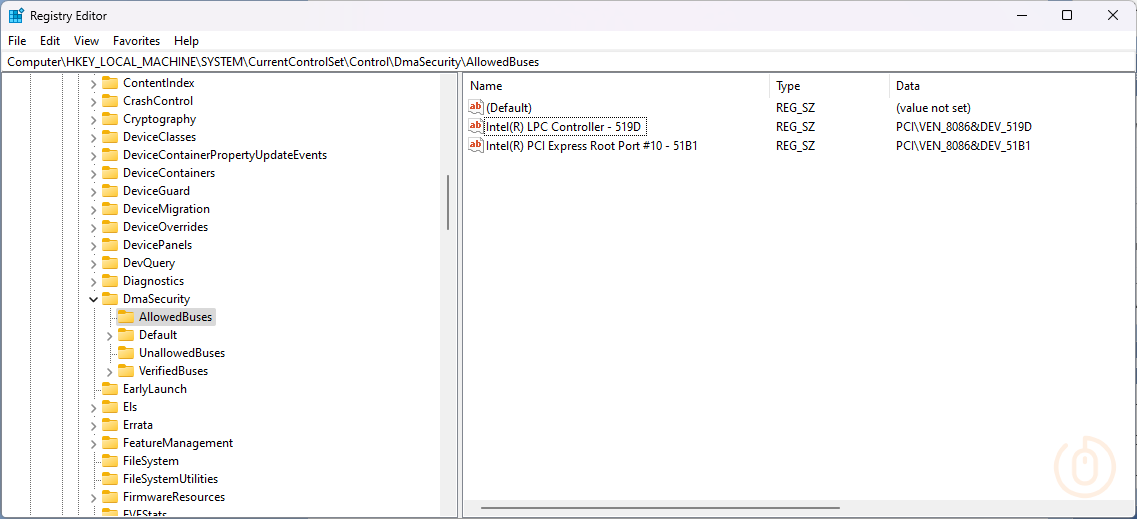 Registry Editor
File Edit View Favorites Help
Computer\HKEY_LOCAL_MACHINE\SYSTEM\CurrentControlSet\Control\DmaSecurity\AllowedBuses
ContentIndex
CrashControl
Cryptography
DeviceClasses
DeviceContainerPropertyUpdateEvents
DeviceContainers
DeviceGuard
DeviceMigration
DeviceOverrides
DevicePanels
DevQuery
Diagnostics
DmaSecurity
AllowedBuses
Default
UnallowedBuses
VerifiedBuses
EarlyLaunch
Els
Errata
FeatureManagement
FileSystem
FileSystemUtilities
FirmwareResources
Name Type Data
ab (Default) REG_SZ (value not set)
ab Intel(R) LPC Controller - 519D REG_SZ PCI\VEN_8086&DEV_519D
ab Intel(R) PCI Express Root Port #10 - 51B1 REG_SZ PCI\VEN_8086&DEV_51B1